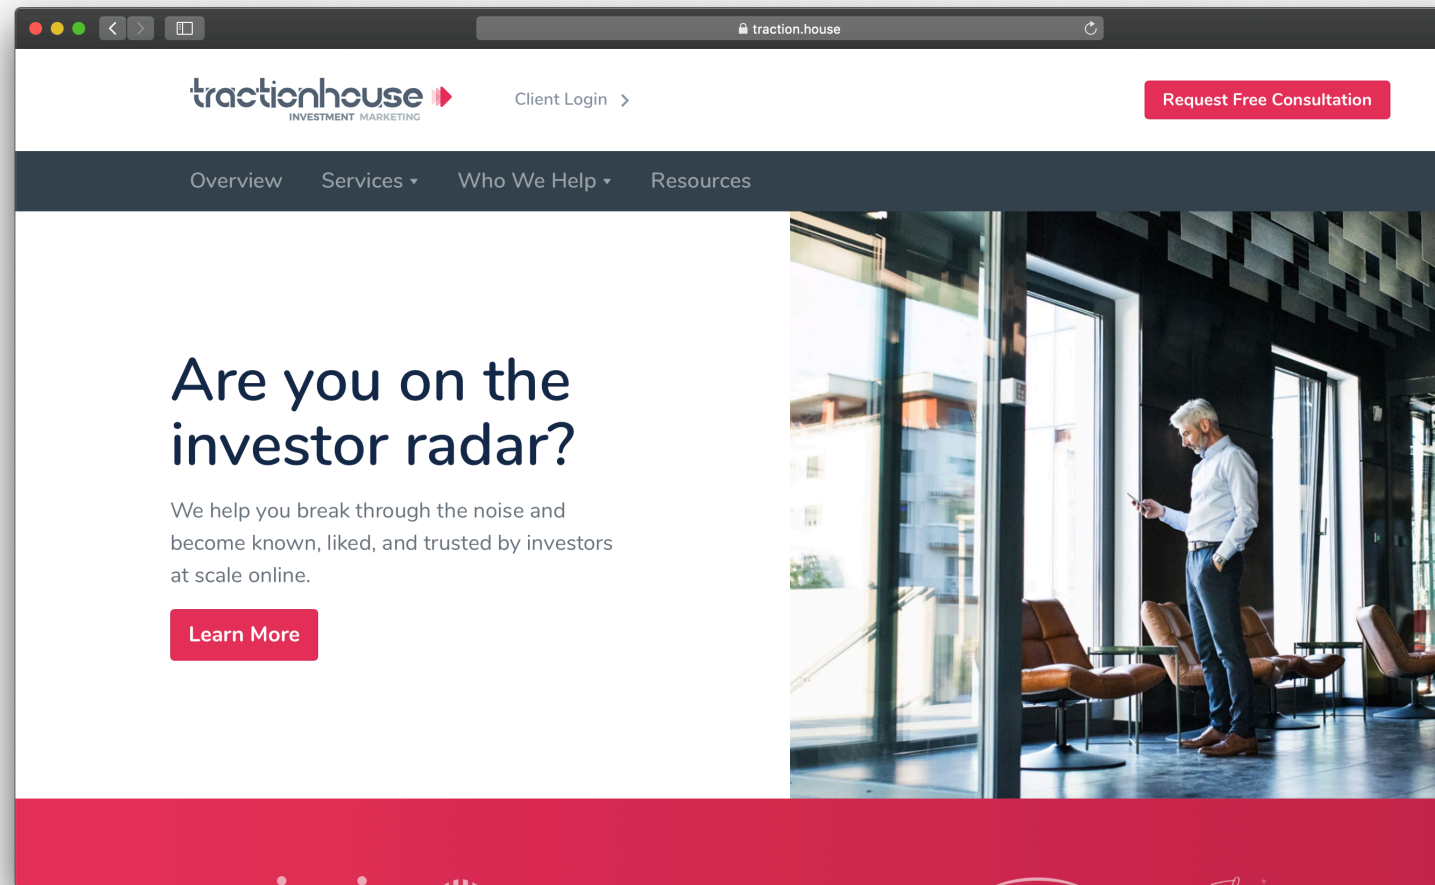 traction.house
tractionhouse
INVESTMENT MARKETING
Client Login
Request Free Consultation
Overview
Services
Who We Help
Resources
Are you on the
investor radar?
We help you break through the noise and
become known, liked, and trusted by investors
at scale online.
Learn More